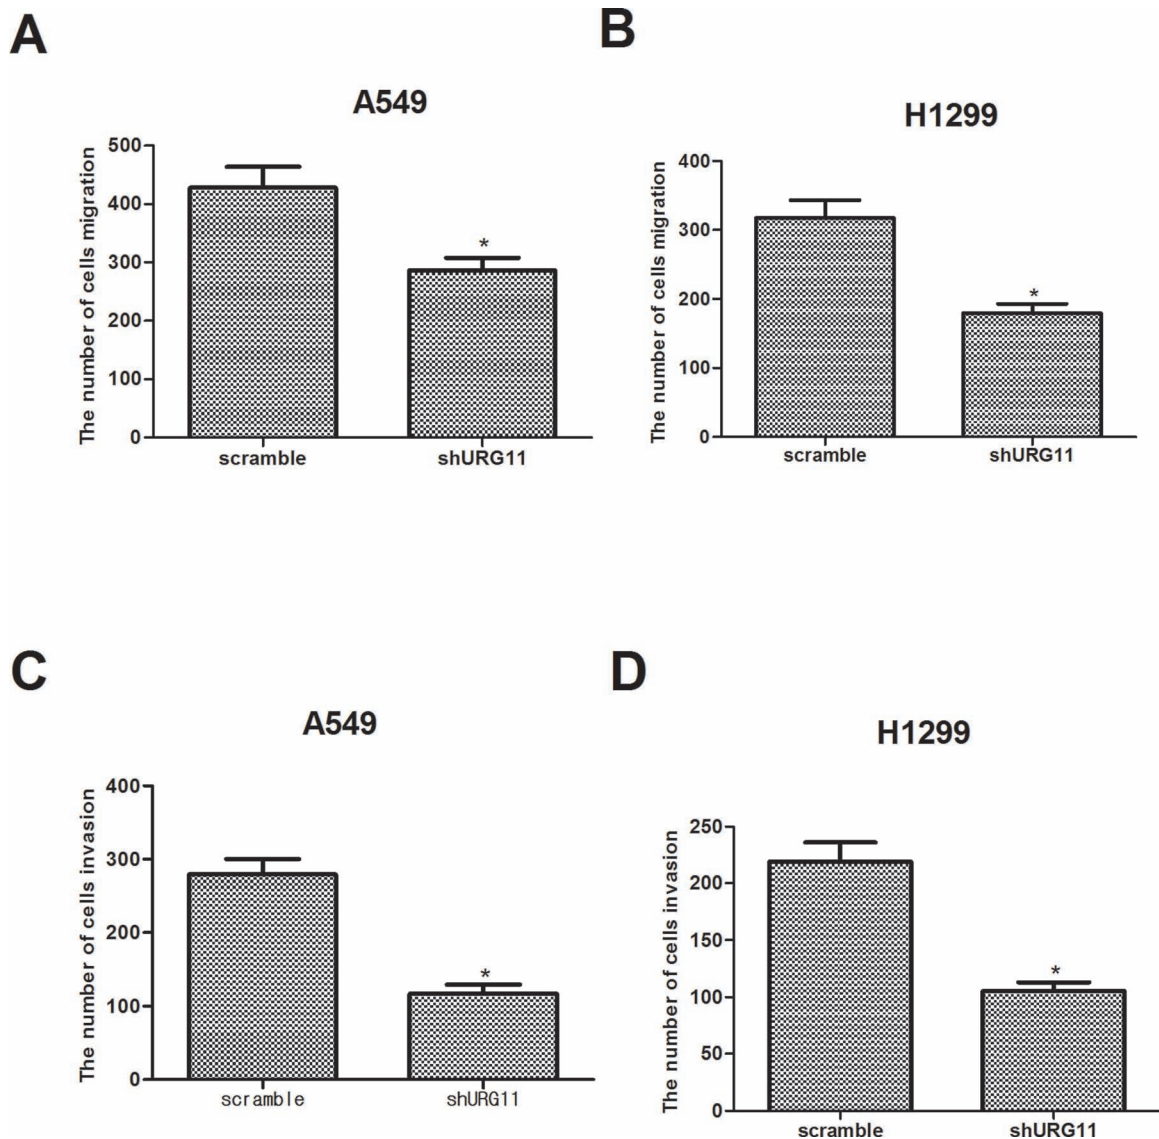 A
B
A549
H1299
The number of cells migration
500
400
300
200
100
0
*
scramble
shURG11
The number of cells migration
400
300
200
100
0
*
scramble
shURG11
C
D
A549
H1299
The number of cells invasion
400
300
200
100
0
*
scramble
shURG11
The number of cells invasion
250
200
150
100
50
0
*
scramble
shURG11